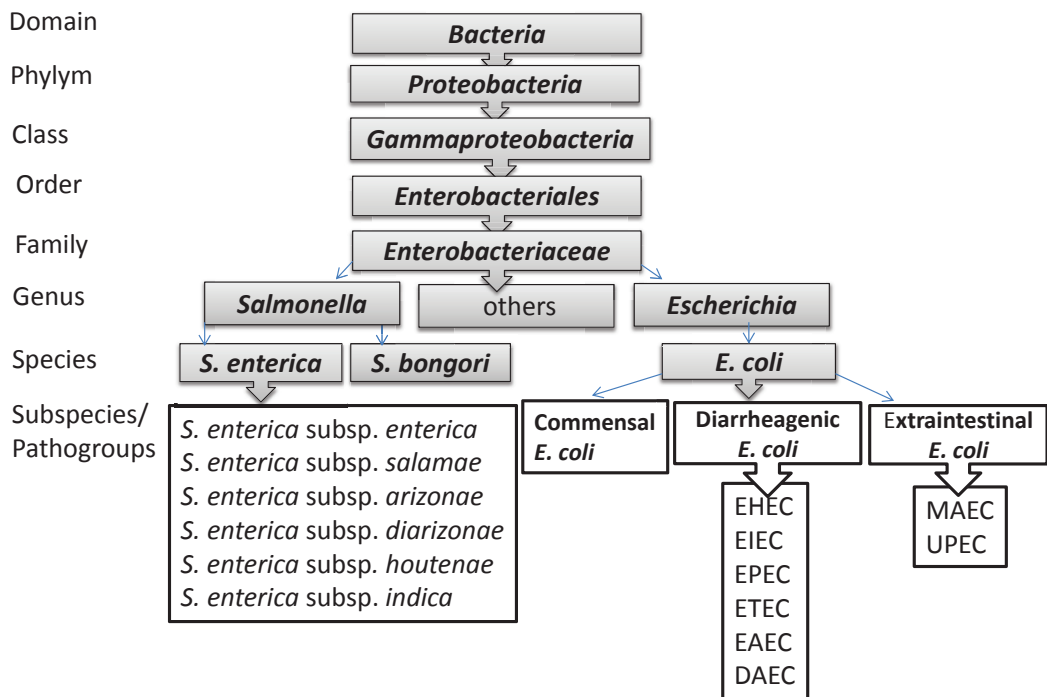 Domain
Bacteria
Phylym
Proteobacteria
Class
Gammaproteobacteria
Order
Enterobacteriales
Family
Enterobacteriaceae
Genus
Salmonella
others
Escherichia
Species
S. enterica
S. bongori
E. coli
Subspecies/
Pathogroups
S. enterica subsp. enterica
S. enterica subsp. salamae
S. enterica subsp. arizonae
S. enterica subsp. diarizonae
S. enterica subsp. houtenae
S. enterica subsp. indica
Commensal
E. coli
Diarrheagenic
E. coli
Extraintestinal
E. coli
EHEC
EIEC
EPEC
ETEC
EAEC
DAEC
MAEC
UPEC